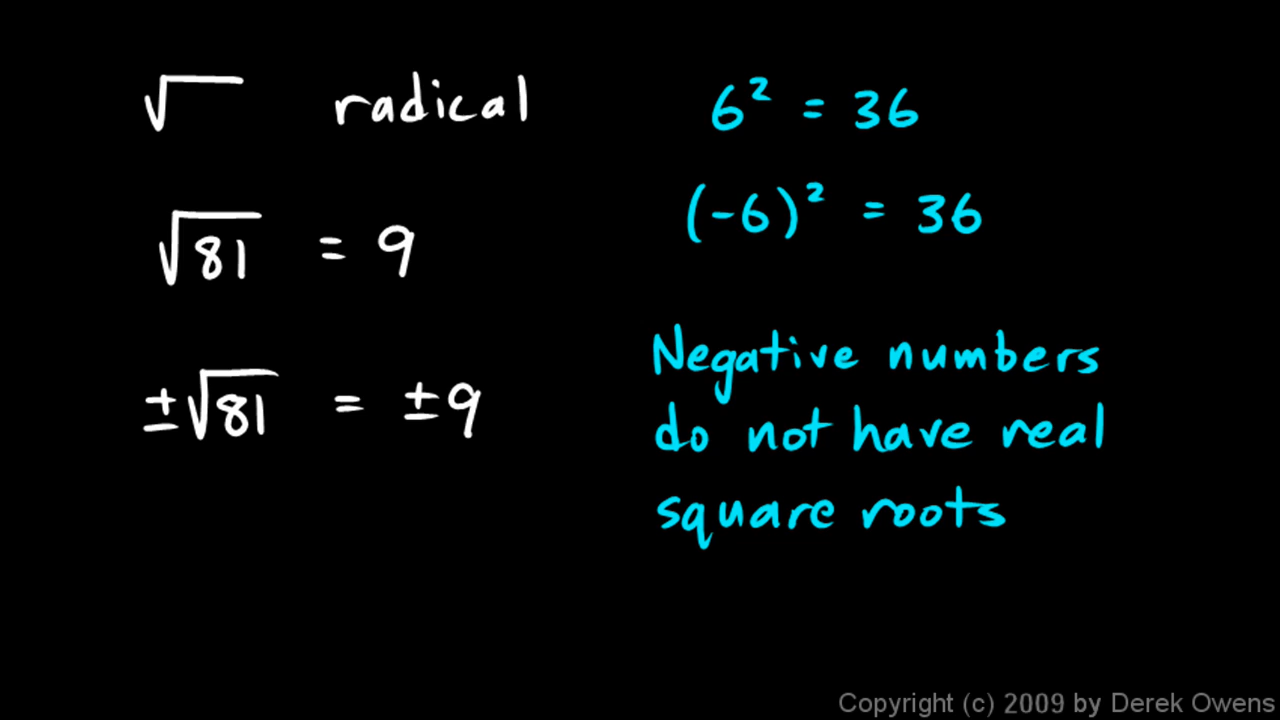 √ radical
√81 = 9
±√81 = ±9
6² = 36
(-6)² = 36
Negative numbers
do not have real
square roots
Copyright (c) 2009 by Derek Owens